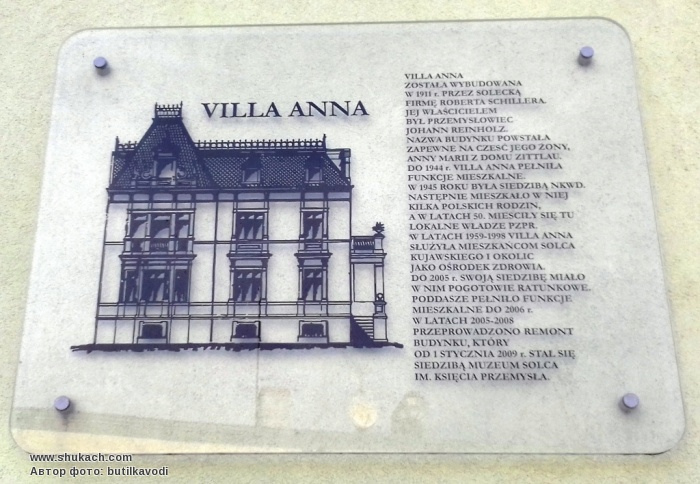 VILLA ANNA
VILLA ANNA
ZOSTAŁA WYBUDOWANA
W 1911 r. PRZEZ SOLECKĄ
FIRMĘ ROBERTA SCHILLERA.
JEJ WŁAŚCICIELEM
BYŁ PRZEMYSŁOWIEC
JOHANN REINHOLZ.
NAZWA BUDYNKU POWSTAŁA
ZAPEWNE NA CZEŚĆ JEGO ŻONY,
ANNY MARII Z DOMU ZITTLAU.
DO 1944 r. VILLA ANNA PEŁNIŁA
FUNKCJE MIESZKALNE.
W 1945 ROKU BYŁA SIEDZIBĄ NKWD.
NASTĘPNIE MIESZKAŁO W NIEJ
KILKA POLSKICH RODZIN,
A W LATACH 50. MIEŚCIŁY SIĘ TU
LOKALNE WŁADZE PZPR.
W LATACH 1959-1998 VILLA ANNA
SŁUŻYŁA MIESZKAŃCOM SOLCA
KUJAWSKIEGO I OKOLIC
JAKO OŚRODEK ZDROWIA.
DO 2005 r. SWOJĄ SIEDZIBĘ MIAŁO
W NIM POGOTOWIE RATUNKOWE.
PODDASZE PEŁNIŁO FUNKCJE
MIESZKALNE DO 2006 r.
W LATACH 2005-2008
PRZEPROWADZONO REMONT
BUDYNKU, KTÓRY
OD 1 STYCZNIA 2009 r. STAŁ SIĘ
SIEDZIBĄ MUZEUM SOLCA
IM. KSIĘCIA PRZEMYSŁA.
www.shukach.com
Автор фото: butilkavodi